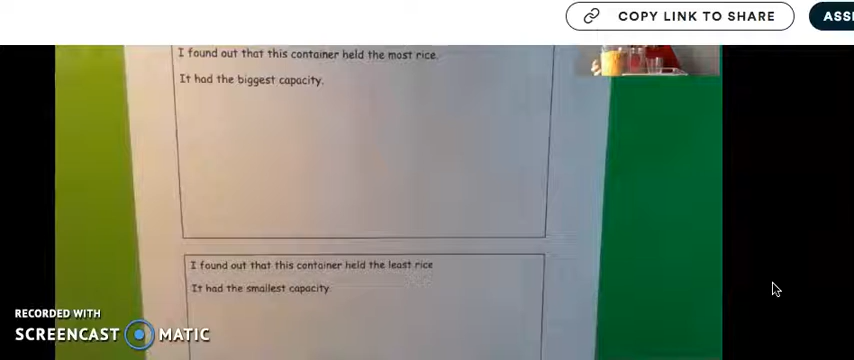 COPY LINK TO SHARE
ASS
I found out that this container held the most rice.
It had the biggest capacity.
I found out that this container held the least rice
It had the smallest capacity.
RECORDED WITH
SCREENCAST MATIC